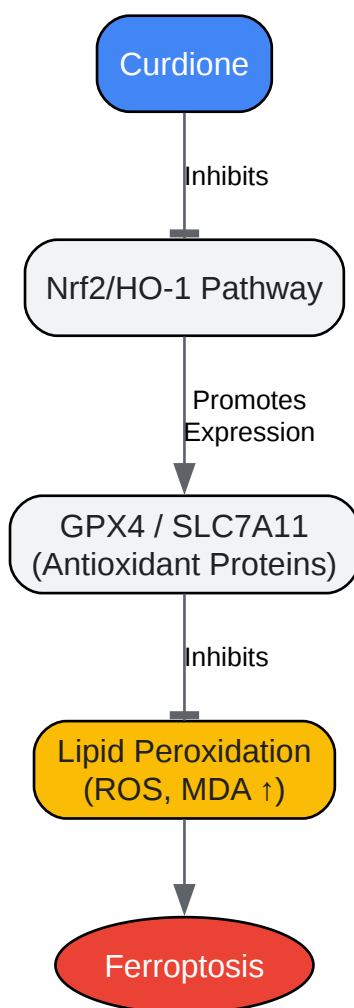 Curdione
Inhibits
Nrf2/HO-1 Pathway
Promotes
Expression
GPX4 / SLC7A11
(Antioxidant Proteins)
Inhibits
Lipid Peroxidation
(ROS, MDA ↑)
Ferroptosis